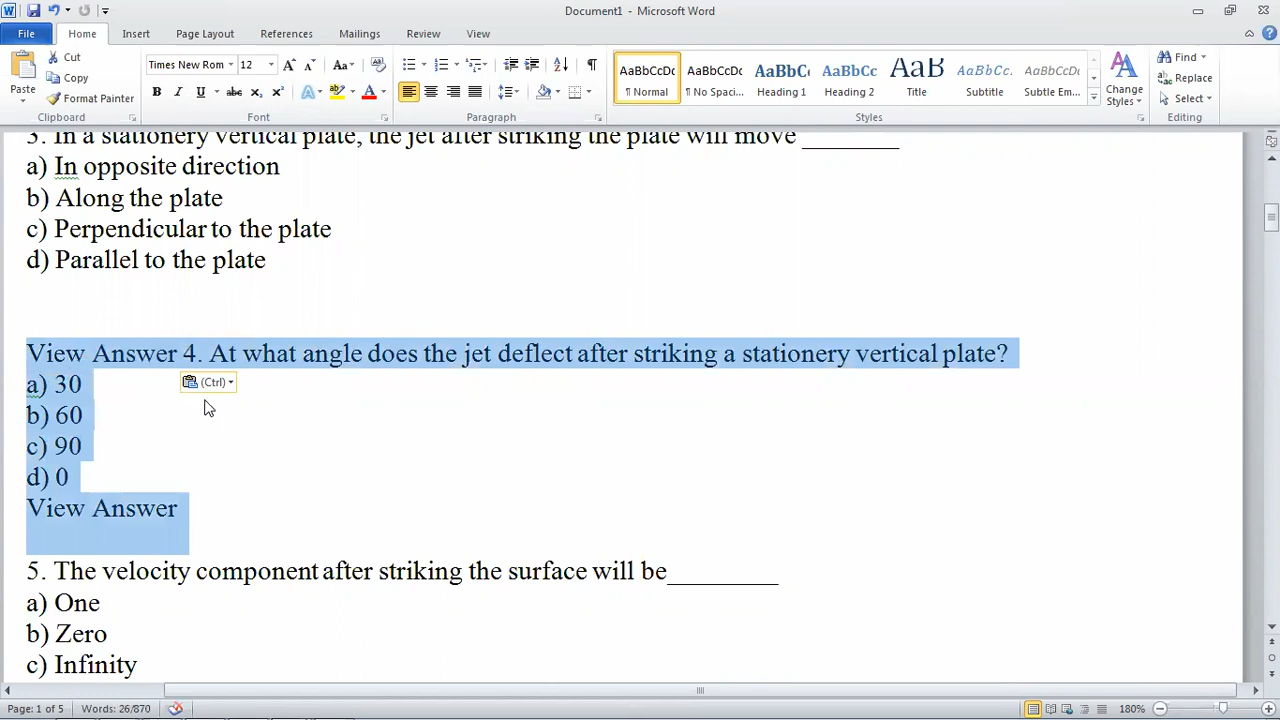 Document1 - Microsoft Word
File Home Insert Page Layout References Mailings Review View
Paste
Cut
Copy
Format Painter
Clipboard
Times New Rom 12
Font
Paragraph
AaBbCcDc AaBbCcDc AaBbCc AaBbCc AaB AaBbCc. AaBbCcDc
¶ Normal ¶ No Spaci... Heading 1 Heading 2 Title Subtitle Subtle Em...
Change Styles
Styles
Find
Replace
Select
Editing
3. In a stationery vertical plate, the jet after striking the plate will move _________
a) In opposite direction
b) Along the plate
c) Perpendicular to the plate
d) Parallel to the plate
View Answer 4. At what angle does the jet deflect after striking a stationery vertical plate?
a) 30
(Ctrl)
b) 60
c) 90
d) 0
View Answer
5. The velocity component after striking the surface will be__________
a) One
b) Zero
c) Infinity
Page: 1 of 5 Words: 26/870 180%